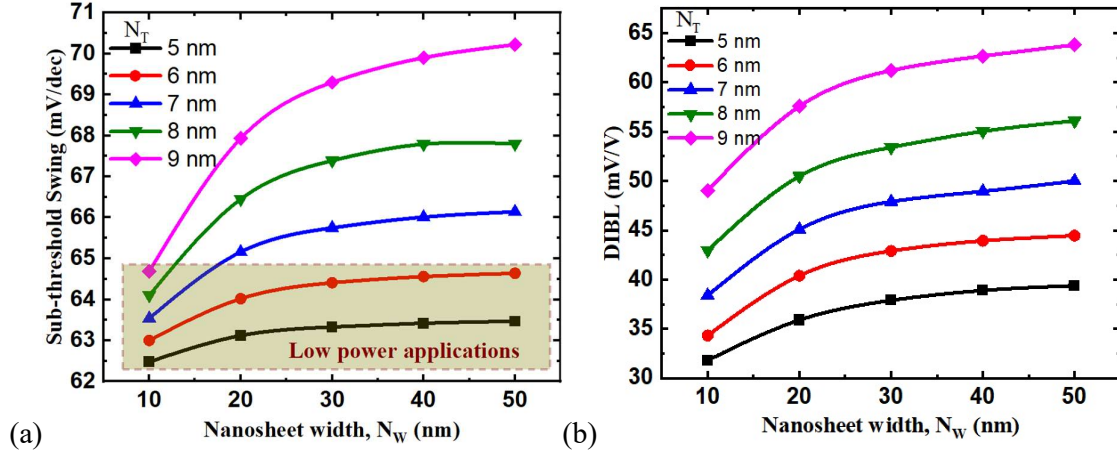 Sub-threshold Swing (mV/dec)
71
70
69
68
67
66
65
64
63
62
N_T
5 nm
6 nm
7 nm
8 nm
9 nm
Low power applications
10 20 30 40 50
Nanosheet width, N_W (nm)
(a)
DIBL (mV/V)
65
60
55
50
45
40
35
30
N_T
5 nm
6 nm
7 nm
8 nm
9 nm
10 20 30 40 50
Nanosheet width, N_W (nm)
(b)